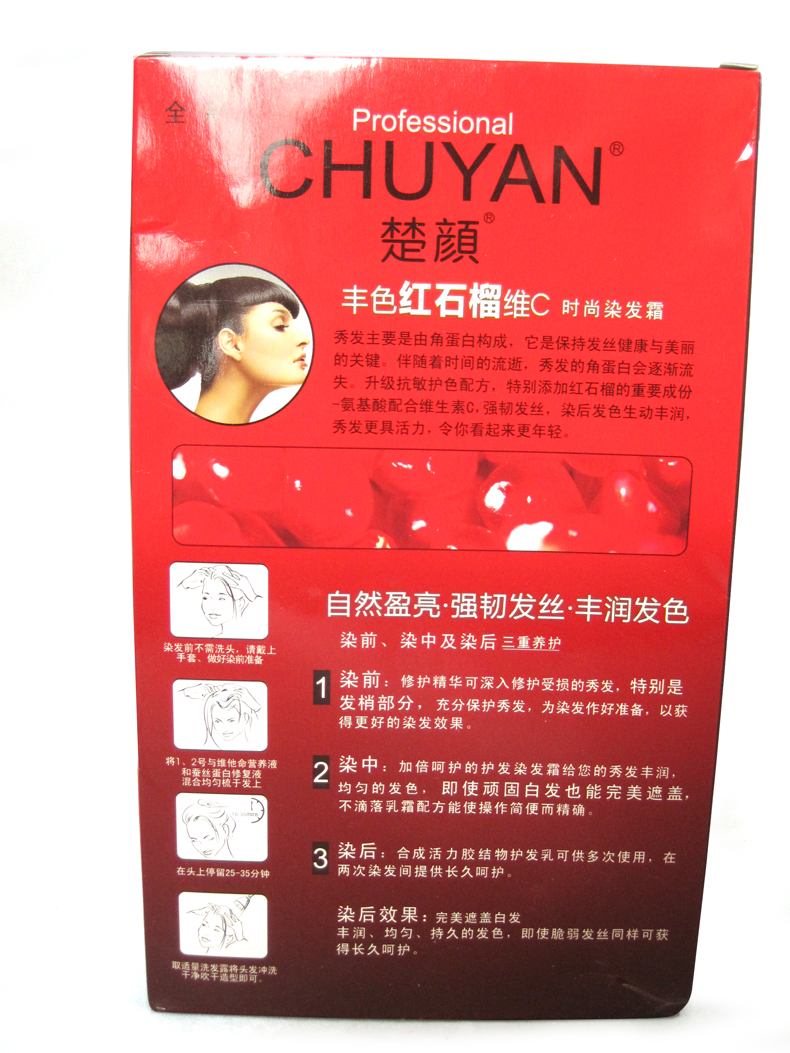 全
Professional
CHUYAN®
楚顔®
丰色红石榴维C 时尚染发霜
秀发主要是由角蛋白构成，它是保持发丝健康与美丽
的关键。伴随着时间的流逝，秀发的角蛋白会逐渐流
失。升级抗敏护色配方，特别添加红石榴的重要成份
-氨基酸配合维生素C,强韧发丝，染后发色生动丰润，
秀发更具活力，令你看起来更年轻。
自然盈亮·强韧发丝·丰润发色
染前、染中及染后 三重养护
1 染前：修护精华可深入修护受损的秀发，特别是
发梢部分，充分保护秀发，为染发作好准备，以获
得更好的染发效果。
2 染中：加倍呵护的护发染发霜给您的秀发丰润，
均匀的发色，即使顽固白发也能完美遮盖，
不滴落乳霜配方能使操作简便而精确。
3 染后：合成活力胶结物护发乳可供多次使用，在
两次染发间提供长久呵护。
染后效果：完美遮盖白发
丰润、均匀、持久的发色，即使脆弱发丝同样可获
得长久呵护。
染发前不需洗头，请戴上
手套、做好染前准备
将1、2号与维他命营养液
和蚕丝蛋白修复液
混合均匀梳于发上
在头上停留25-35分钟
取适量洗发露将头发冲洗
干净吹干造型即可。